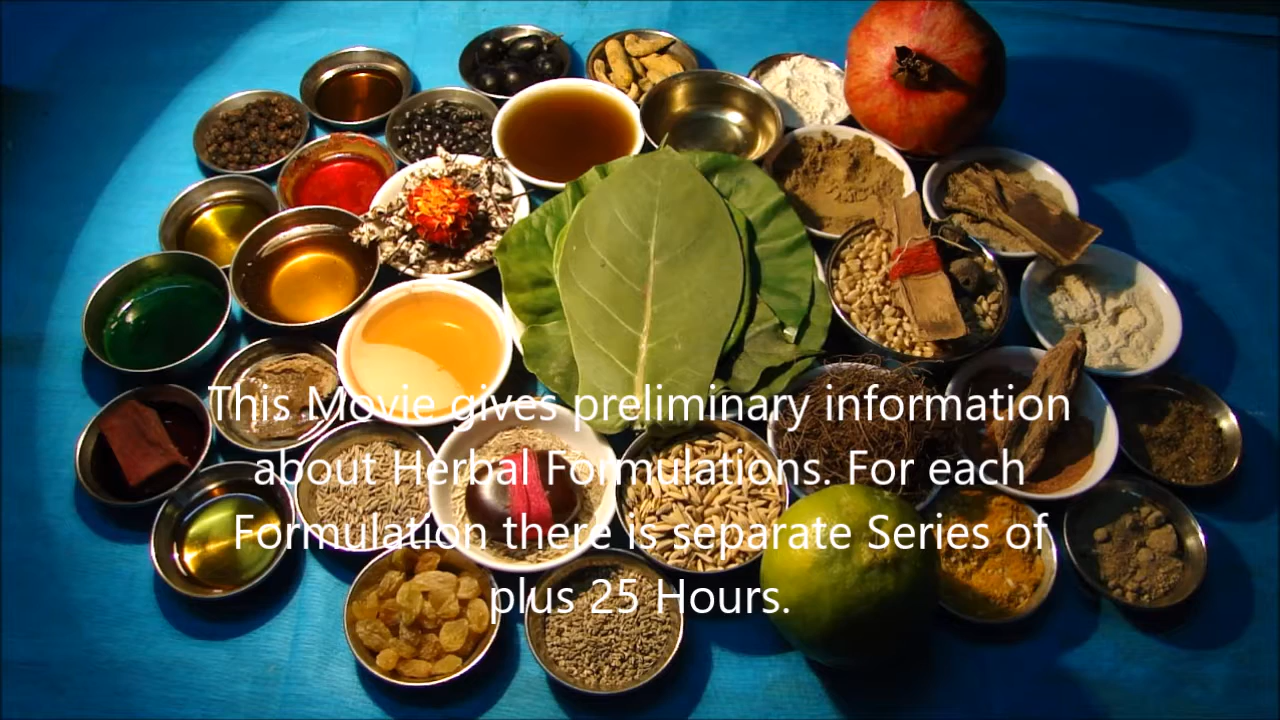 This Movie gives preliminary information
about Herbal Formulations. For each
Formulation there is separate Series of
plus 25 Hours.